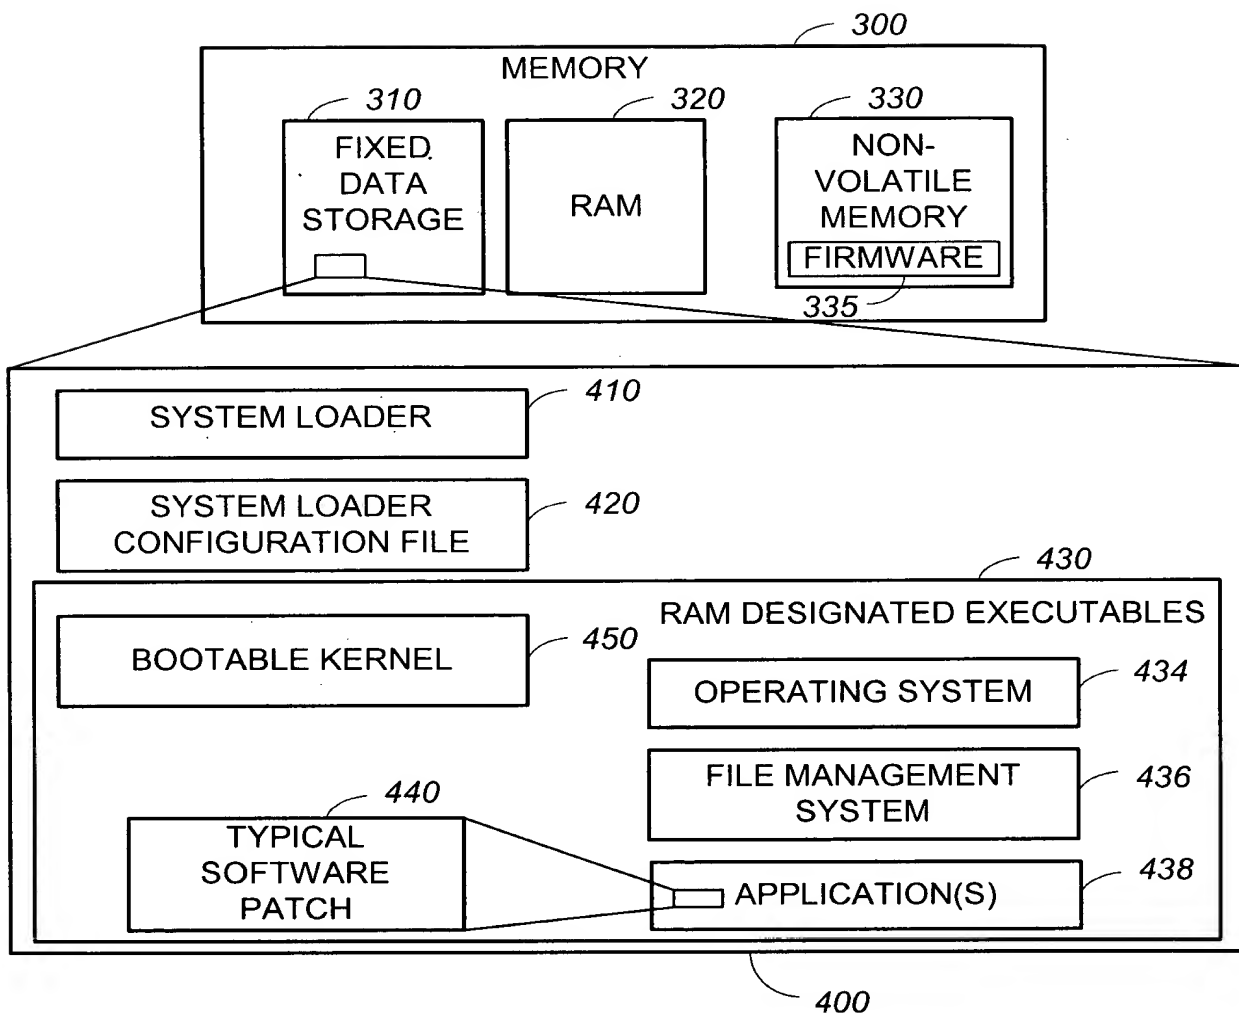 300
MEMORY
310
320
330
FIXED
DATA
STORAGE
RAM
NON-
VOLATILE
MEMORY
FIRMWARE
335
SYSTEM LOADER
410
SYSTEM LOADER
CONFIGURATION FILE
420
430
RAM DESIGNATED EXECUTABLES
BOOTABLE KERNEL
450
OPERATING SYSTEM
434
FILE MANAGEMENT
SYSTEM
436
440
TYPICAL
SOFTWARE
PATCH
APPLICATION(S)
438
400